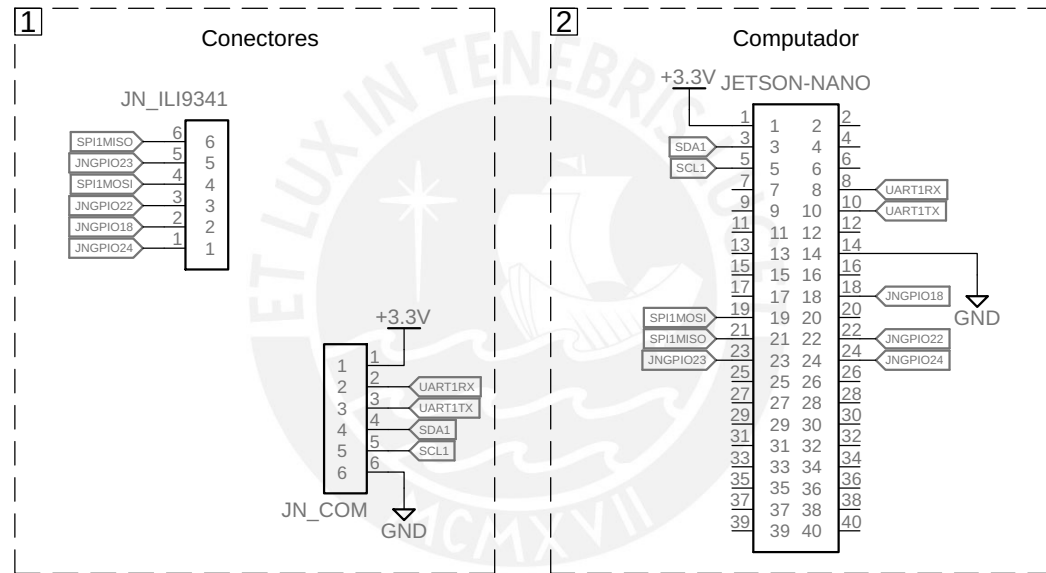 1
Conectores
JN_ILI9341
SPI1MISO 6 6
JNGPIO23 5 5
SPI1MOSI 4 4
JNGPIO22 3 3
JNGPIO18 2 2
JNGPIO24 1 1
+3.3V
1 1
2 2 UART1RX
3 3 UART1TX
4 4 SDA1
5 5 SCL1
6 6
JN_COM
GND
2
Computador
+3.3V JETSON-NANO
1 1 2 2
SDA1 3 3 4 4
SCL1 5 5 6 6
7 7 8 8 UART1RX
9 9 10 10 UART1TX
11 11 12 12
13 13 14 14
15 15 16 16
17 17 18 18 JNGPIO18
GND
SPI1MOSI 19 19 20 20
SPI1MISO 21 21 22 22 JNGPIO22
JNGPIO23 23 23 24 24 JNGPIO24
25 25 26 26
27 27 28 28
29 29 30 30
31 31 32 32
33 33 34 34
35 35 36 36
37 37 38 38
39 39 40 40
ET LUX IN TENEBRIS LUCET
MCMXVII